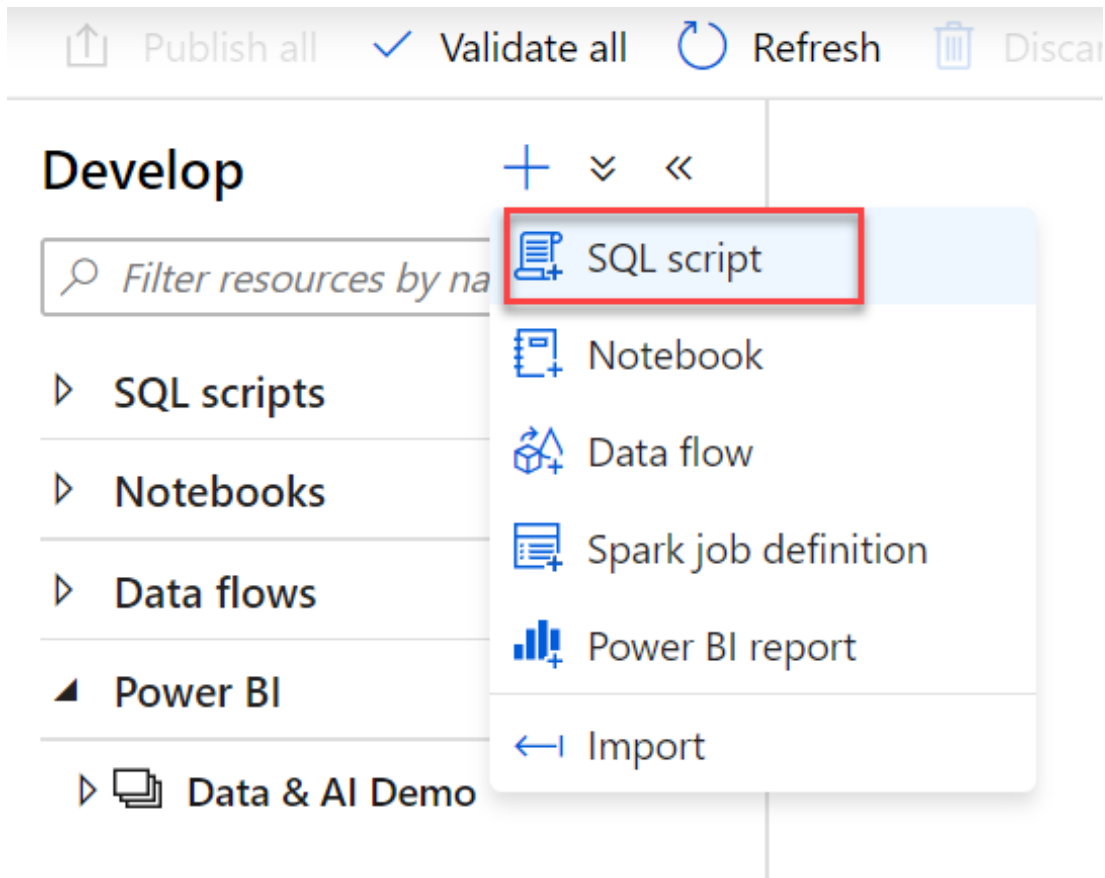 Publish all Validate all Refresh Discar
Develop
Filter resources by na
SQL script
Notebook
Data flow
Spark job definition
Power BI report
Import
SQL scripts
Notebooks
Data flows
Power BI
Data & AI Demo